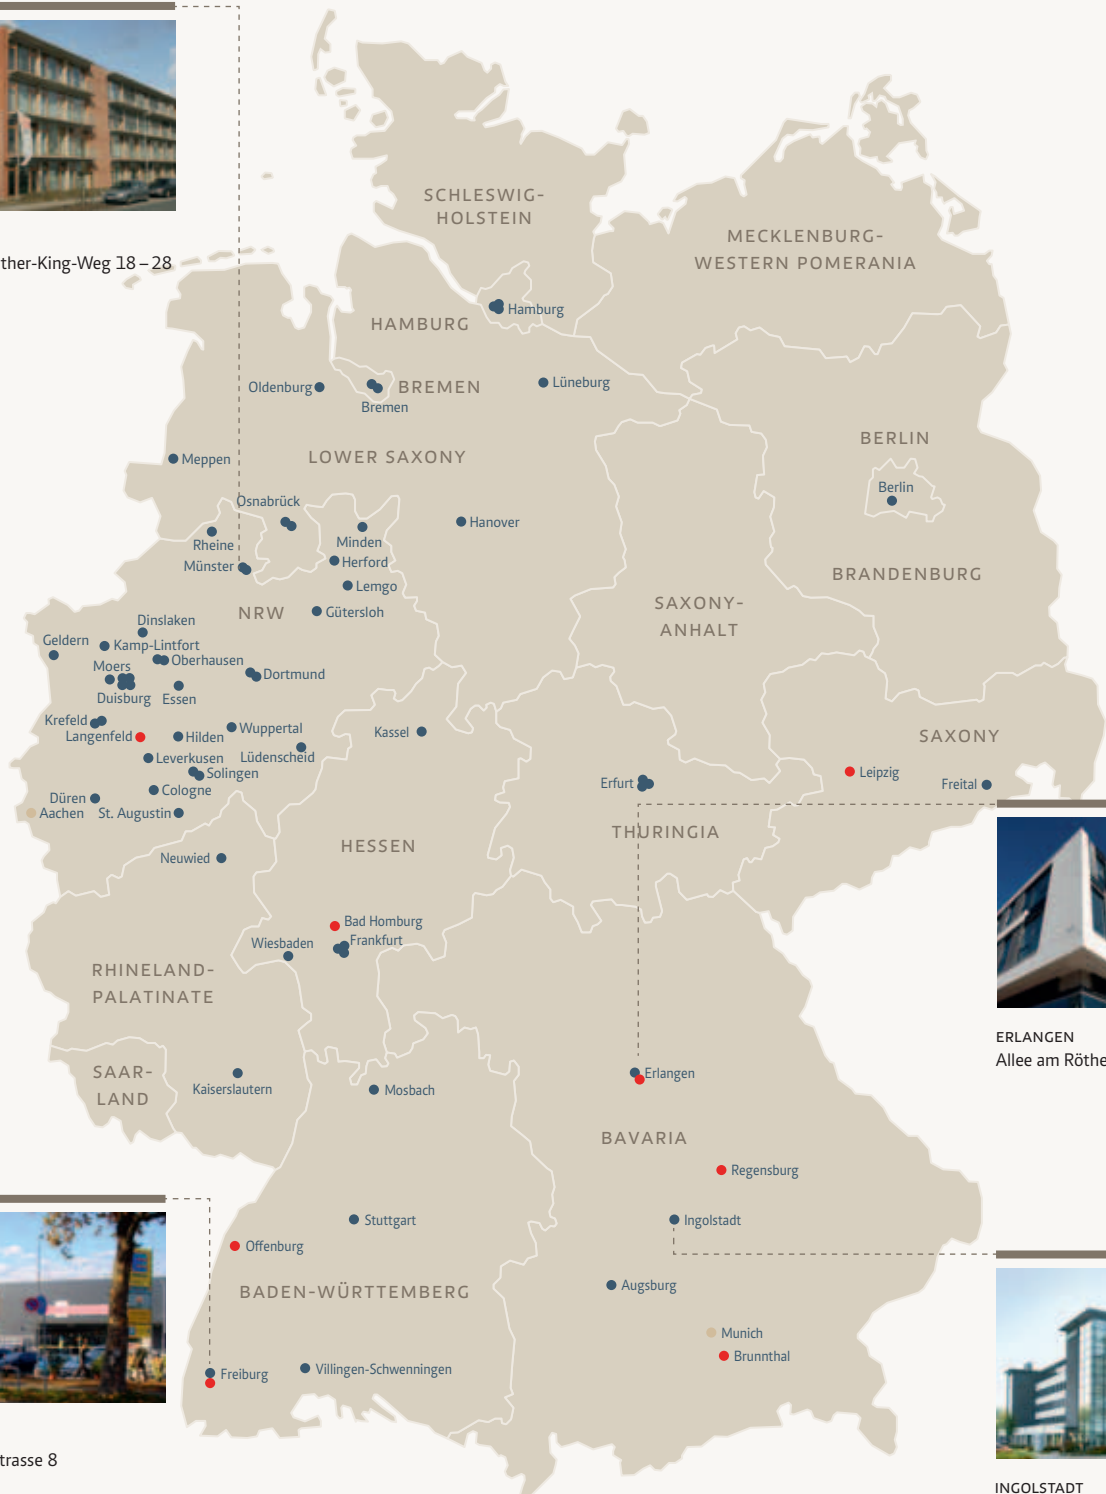 ther-King-Weg 18 – 28
SCHLESWIG-
HOLSTEIN
MECKLENBURG-
WESTERN POMERANIA
Hamburg
HAMBURG
Oldenburg
BREMEN
Bremen
Lüneburg
LOWER SAXONY
Meppen
BERLIN
Berlin
Osnabrück
Hanover
Rheine
Minden
Münster
Herford
Lemgo
BRANDENBURG
NRW
Gütersloh
SAXONY-
ANHALT
Dinslaken
Geldern
Kamp-Lintfort
Oberhausen
Moers
Dortmund
Duisburg
Essen
Krefeld
Langenfeld
Hilden
Wuppertal
Kassel
SAXONY
Leverkusen
Lüdenscheid
Solingen
Leipzig
Erfurt
Freital
Cologne
Düren
Aachen
St. Augustin
THURINGIA
HESSEN
Neuwied
Bad Homburg
Frankfurt
Wiesbaden
RHINELAND-
PALATINATE
ERLANGEN
Allee am Röthe
SAAR-
LAND
Kaiserslautern
Mosbach
Erlangen
BAVARIA
Regensburg
Stuttgart
Ingolstadt
Offenburg
BADEN-WÜRTTEMBERG
Augsburg
Munich
Brunnthal
Freiburg
Villingen-Schwenningen
trasse 8
INGOLSTADT